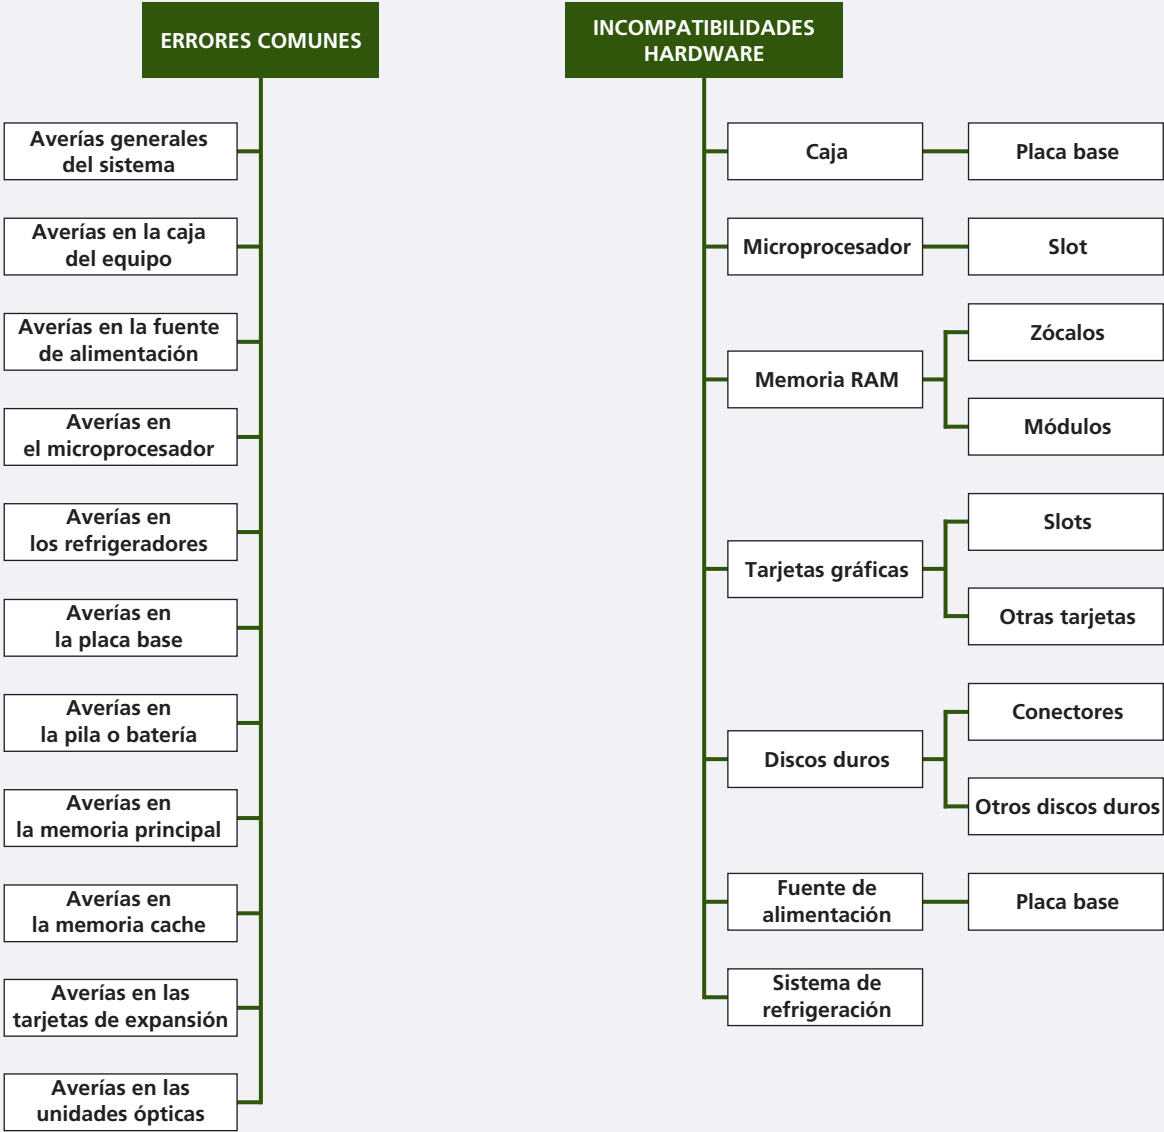 ERRORES COMUNES
Averías generales
del sistema
Averías en la caja
del equipo
Averías en la fuente
de alimentación
Averías en
el microprocesador
Averías en
los refrigeradores
Averías en
la placa base
Averías en
la pila o batería
Averías en
la memoria principal
Averías en
la memoria cache
Averías en las
tarjetas de expansión
Averías en las
unidades ópticas
INCOMPATIBILIDADES
HARDWARE
Caja
Placa base
Microprocesador
Slot
Memoria RAM
Zócalos
Módulos
Tarjetas gráficas
Slots
Otras tarjetas
Discos duros
Conectores
Otros discos duros
Fuente de
alimentación
Placa base
Sistema de
refrigeración